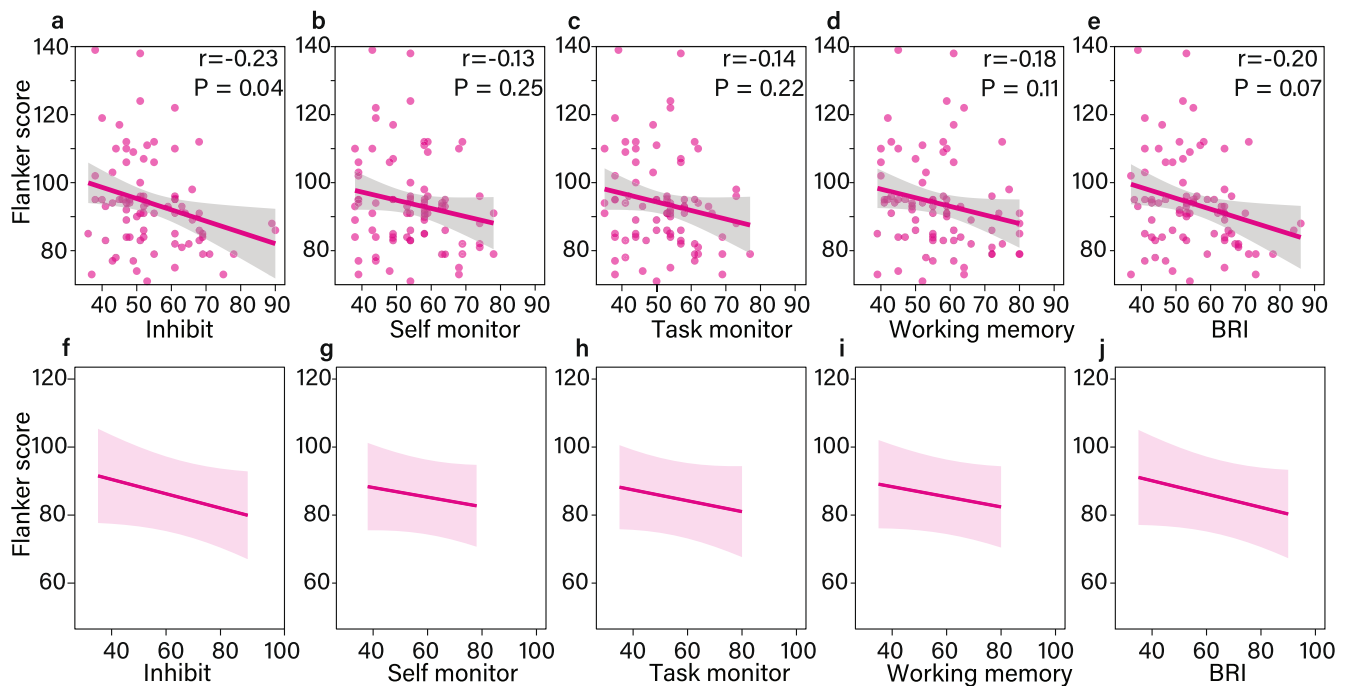 a b c d e
Flanker score
140 120 100 80
r=-0.23
P = 0.04
40 50 60 70 80 90
Inhibit
140 120 100 80
r=-0.13
P = 0.25
40 50 60 70 80 90
Self monitor
140 120 100 80
r=-0.14
P = 0.22
40 50 60 70 80 90
Task monitor
140 120 100 80
r=-0.18
P = 0.11
40 50 60 70 80 90
Working memory
140 120 100 80
r=-0.20
P = 0.07
40 50 60 70 80 90
BRI
f g h i j
Flanker score
120 100 80 60
40 60 80 100
Inhibit
120 100 80 60
40 60 80 100
Self monitor
120 100 80 60
40 60 80 100
Task monitor
120 100 80 60
40 60 80 100
Working memory
120 100 80 60
40 60 80 100
BRI